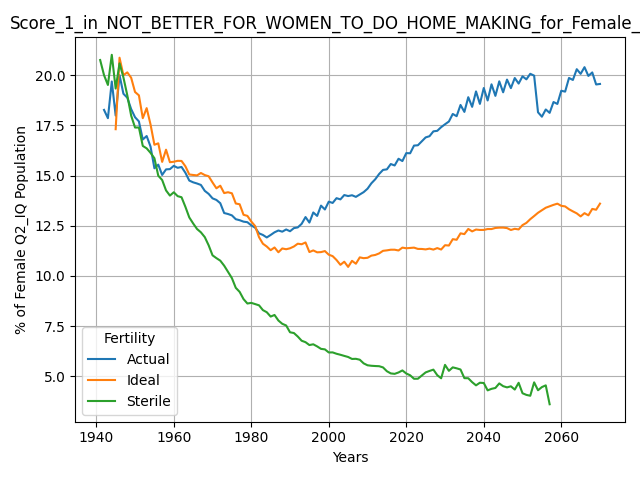 Score_1_in_NOT_BETTER_FOR_WOMEN_TO_DO_HOME_MAKING_for_Female_
% of Female Q2_IQ Population
20.0
17.5
15.0
12.5
10.0
7.5
5.0
Fertility
Actual
Ideal
Sterile
1940
1960
1980
2000
2020
2040
2060
Years